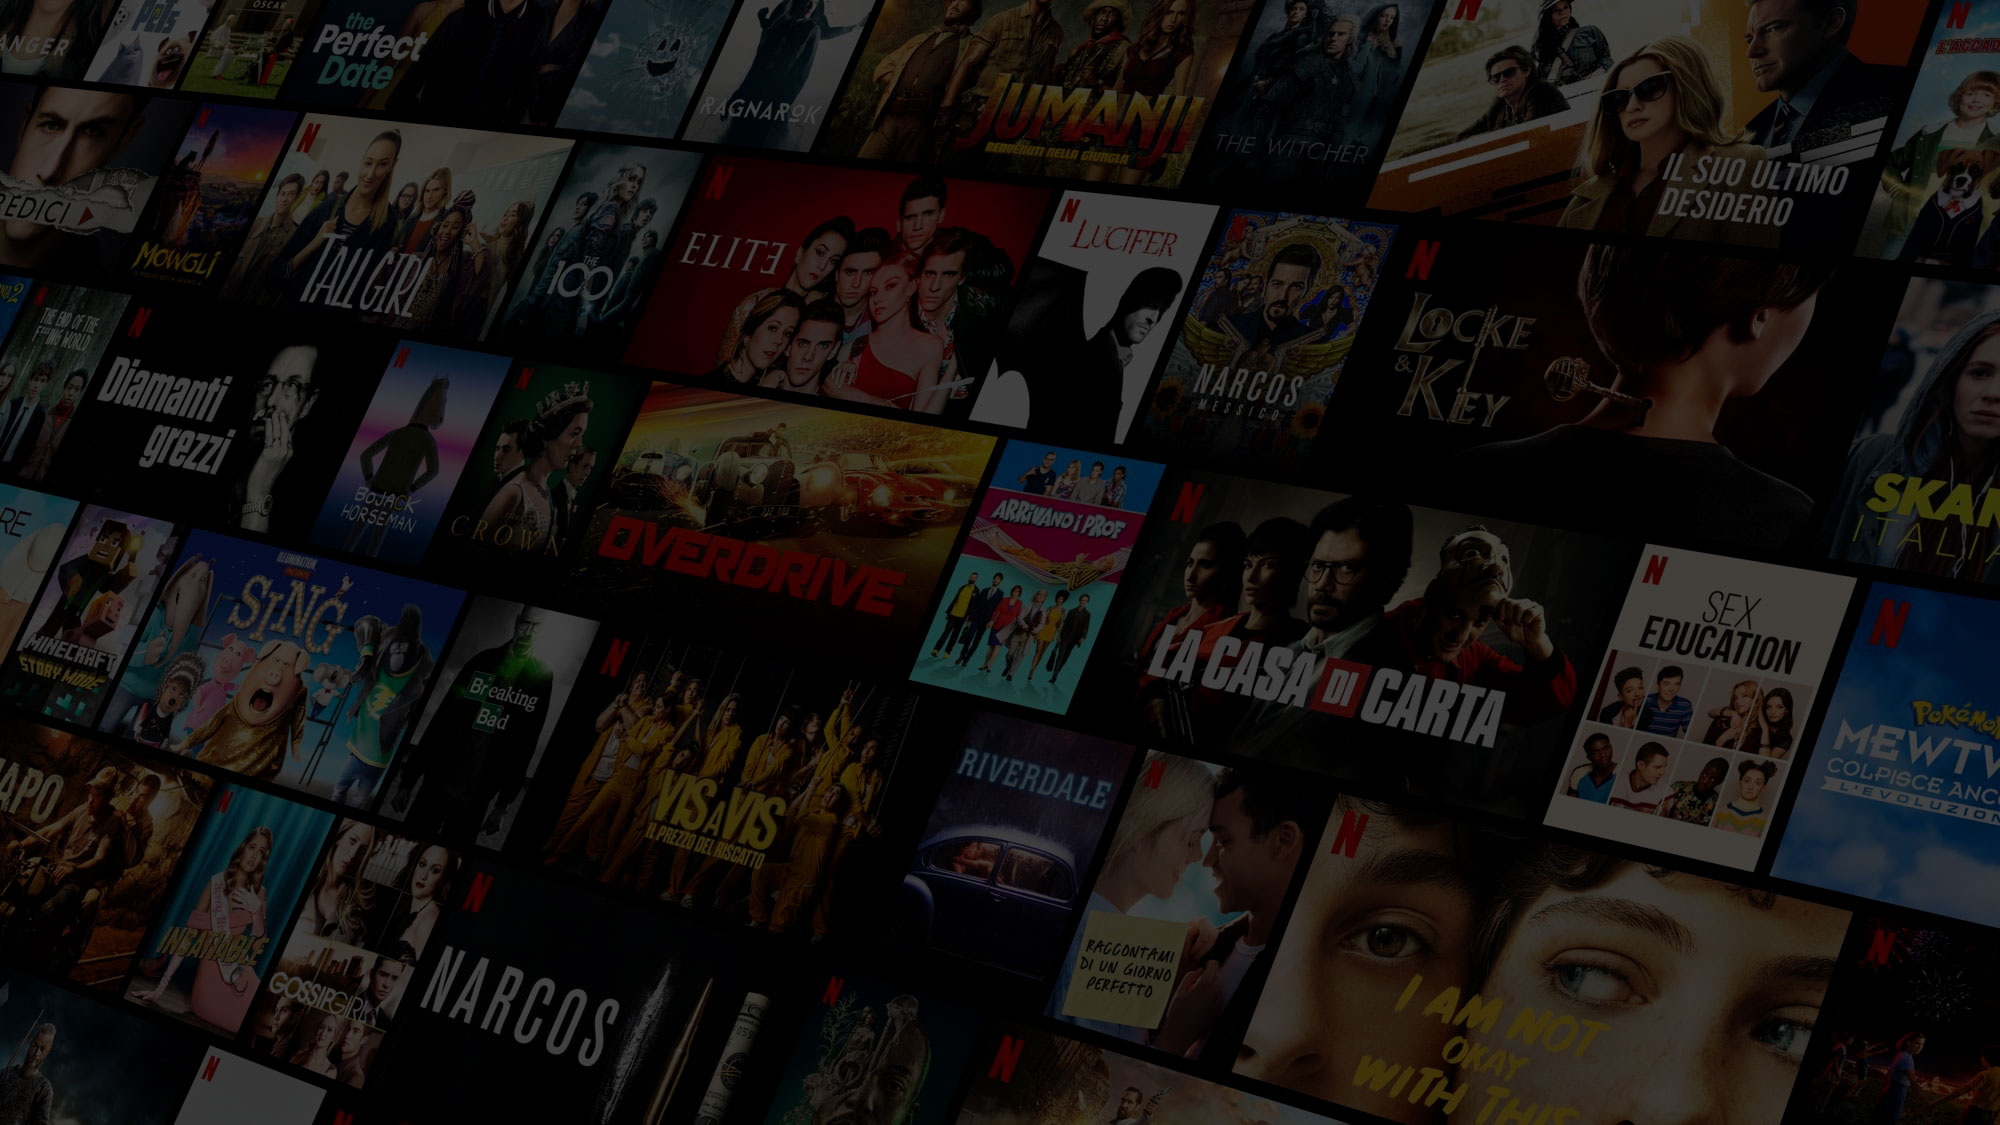 ANGER
Pets
OSCAR
the
Perfect
Date
RAGNAROK
JUMANJI
BENVENUTI NELLA GIUNGLA
THE WITCHER
IL SUO ULTIMO
DESIDERIO
REDICI
MOWGLI
TALL GIRL
THE
100
ELITE
LUCIFER
NARCOS
MESSICO
LOCKE
& KEY
SKAM
ITALIA
THE END OF THE
F***ING WORLD
Diamanti
grezzi
BOJACK
HORSEMAN
CROWN
OVERDRIVE
ARRIVANO I PROF
LA CASA DI CARTA
SEX
EDUCATION
POKÉMON
MEWTW
COLPISCE ANCO
L'EVOLUZION
RE
MINECRAFT
STORY MODE
ILLUMINATION
PRESENTS
SING
Breaking
Bad
VIS A VIS
IL PREZZO DEL RISCATTO
RIVERDALE
RACCONTAMI
DI UN GIORNO
PERFETTO
I AM NOT
OKAY
WITH THIS
APO
INSATIABLE
GOSSIP GIRL
NARCOS